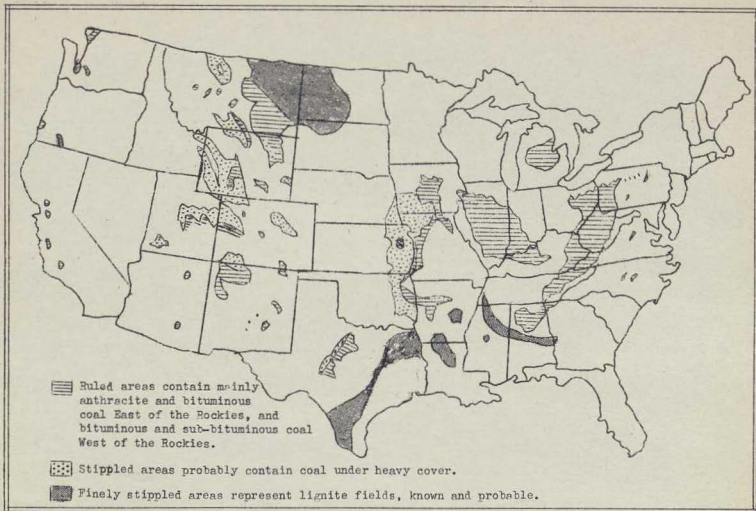 Ruled areas contain mainly
anthracite and bituminous
coal East of the Rockies, and
bituminous and sub-bituminous coal
West of the Rockies.
Stippled areas probably contain coal under heavy cover.
Finely stippled areas represent lignite fields, known and probable.